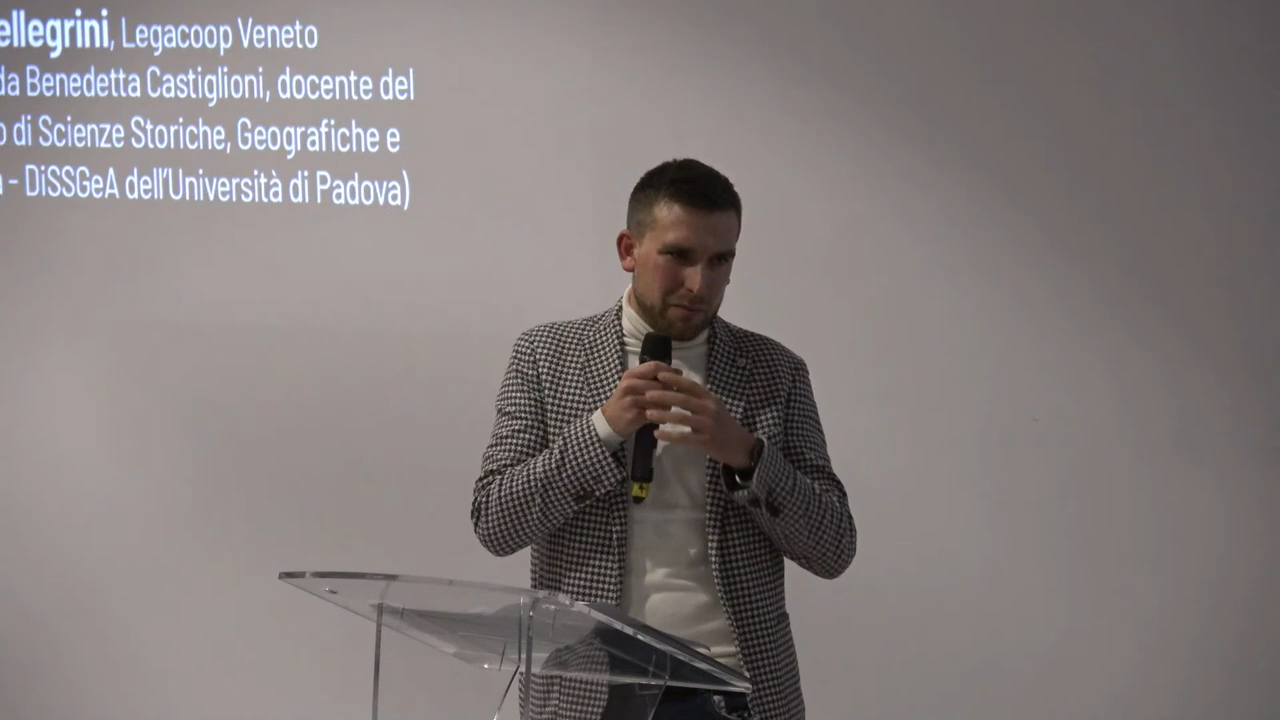 ellegrini, Legacoop Veneto
da Benedetta Castiglioni, docente del
o di Scienze Storiche, Geografiche e
- DiSSGeA dell'Università di Padova)